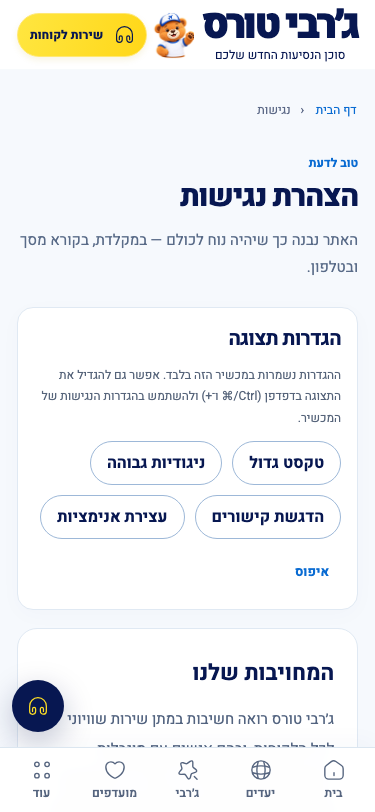 ג׳רבי טורס
סוכן הנסיעות החדש שלכם
שירות לקוחות
דף הבית › נגישות
טוב לדעת
הצהרת נגישות
האתר נבנה כך שיהיה נוח לכולם — במקלדת, בקורא מסך
ובטלפון.
הגדרות תצוגה
ההגדרות נשמרות במכשיר הזה בלבד. אפשר גם להגדיל את
התצוגה בדפדפן (Ctrl/⌘ ו־+) ולהשתמש בהגדרות הנגישות של
המכשיר.
טקסט גדול
ניגודיות גבוהה
הדגשת קישורים
עצירת אנימציות
איפוס
המחויבות שלנו
ג׳רבי טורס רואה חשיבות במתן שירות שוויוני
בית
יעדים
ג׳רבי
מועדפים
עוד